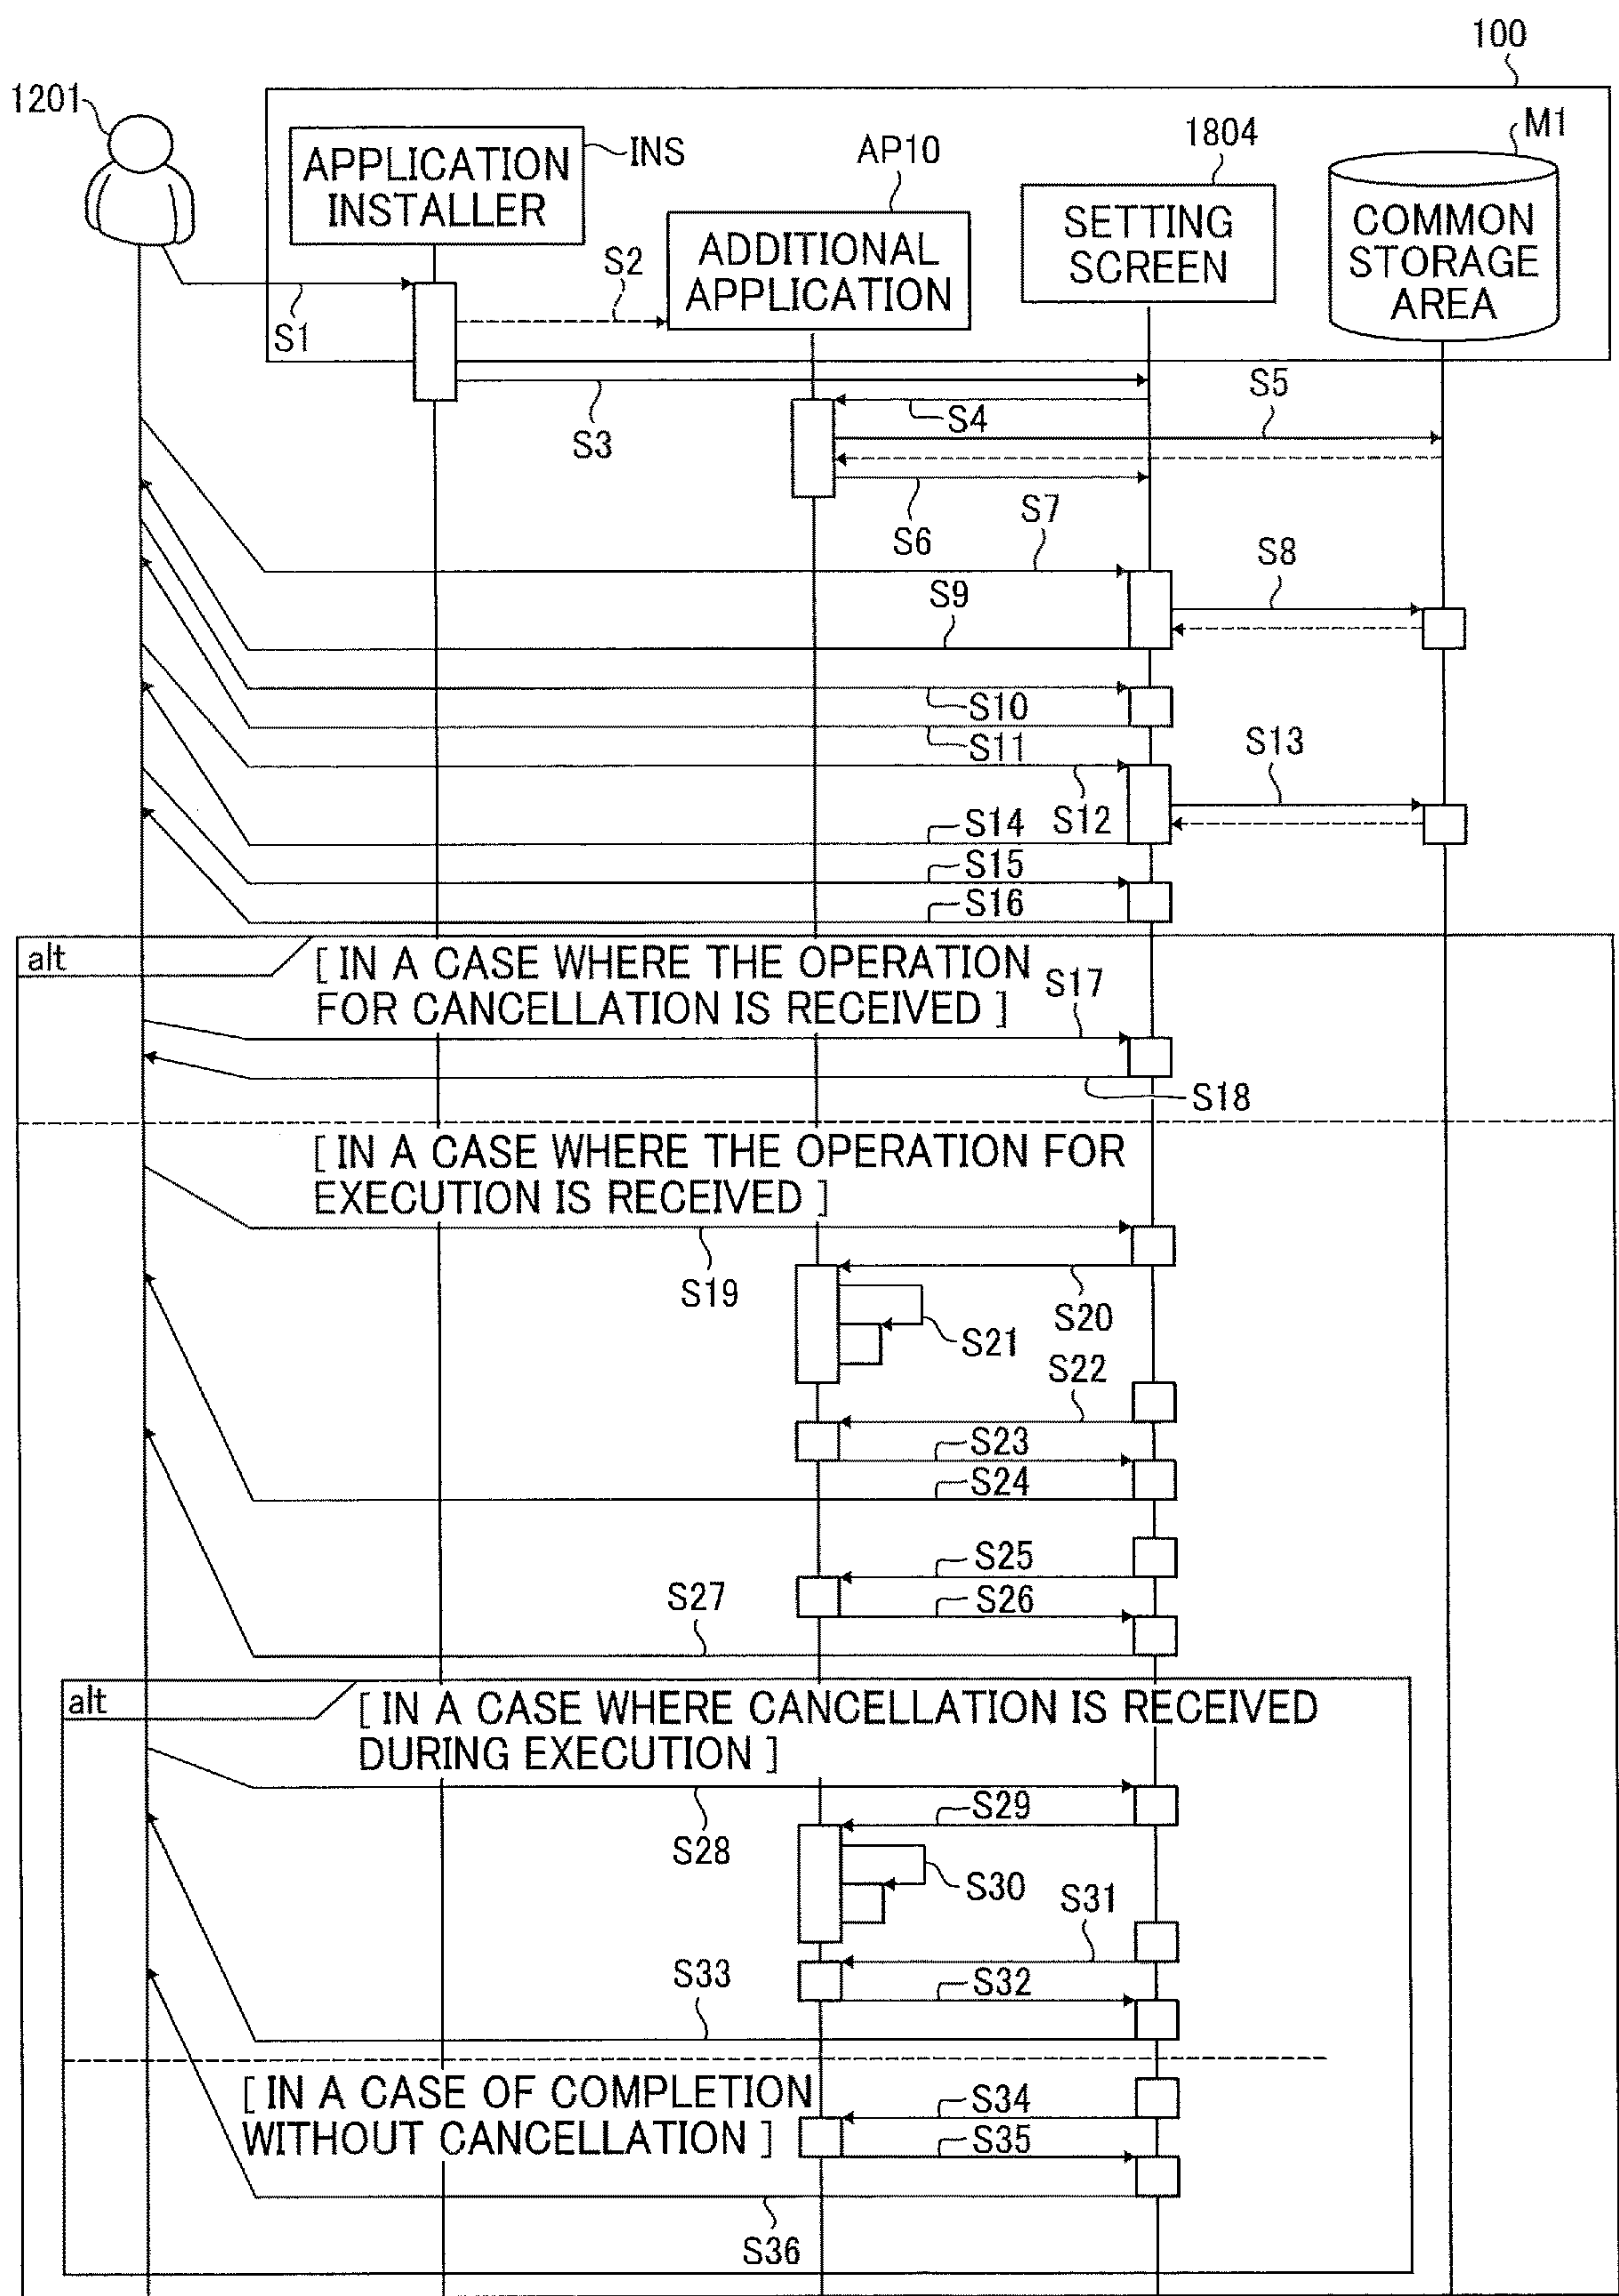 100
1201
APPLICATION
INSTALLER
INS
AP10
1804
M1
ADDITIONAL
APPLICATION
SETTING
SCREEN
COMMON
STORAGE
AREA
S1
S2
S3
S4
S5
S6
S7
S8
S9
S10
S11
S12
S13
S14
S15
S16
alt
[ IN A CASE WHERE THE OPERATION
FOR CANCELLATION IS RECEIVED ]
S17
S18
[ IN A CASE WHERE THE OPERATION FOR
EXECUTION IS RECEIVED ]
S19
S20
S21
S22
S23
S24
S25
S26
S27
alt
[ IN A CASE WHERE CANCELLATION IS RECEIVED
DURING EXECUTION ]
S28
S29
S30
S31
S32
S33
[ IN A CASE OF COMPLETION
WITHOUT CANCELLATION ]
S34
S35
S36